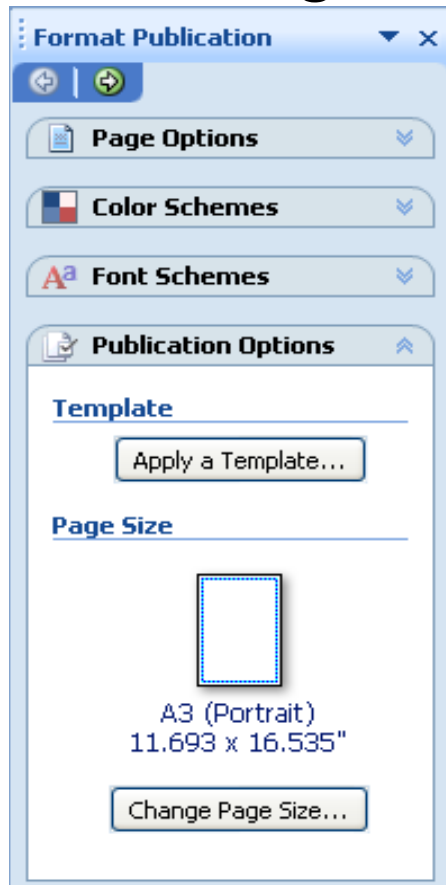 Format Publication
Page Options
Color Schemes
Aa Font Schemes
Publication Options
Template
Apply a Template...
Page Size
A3 (Portrait)
11.693 x 16.535"
Change Page Size...